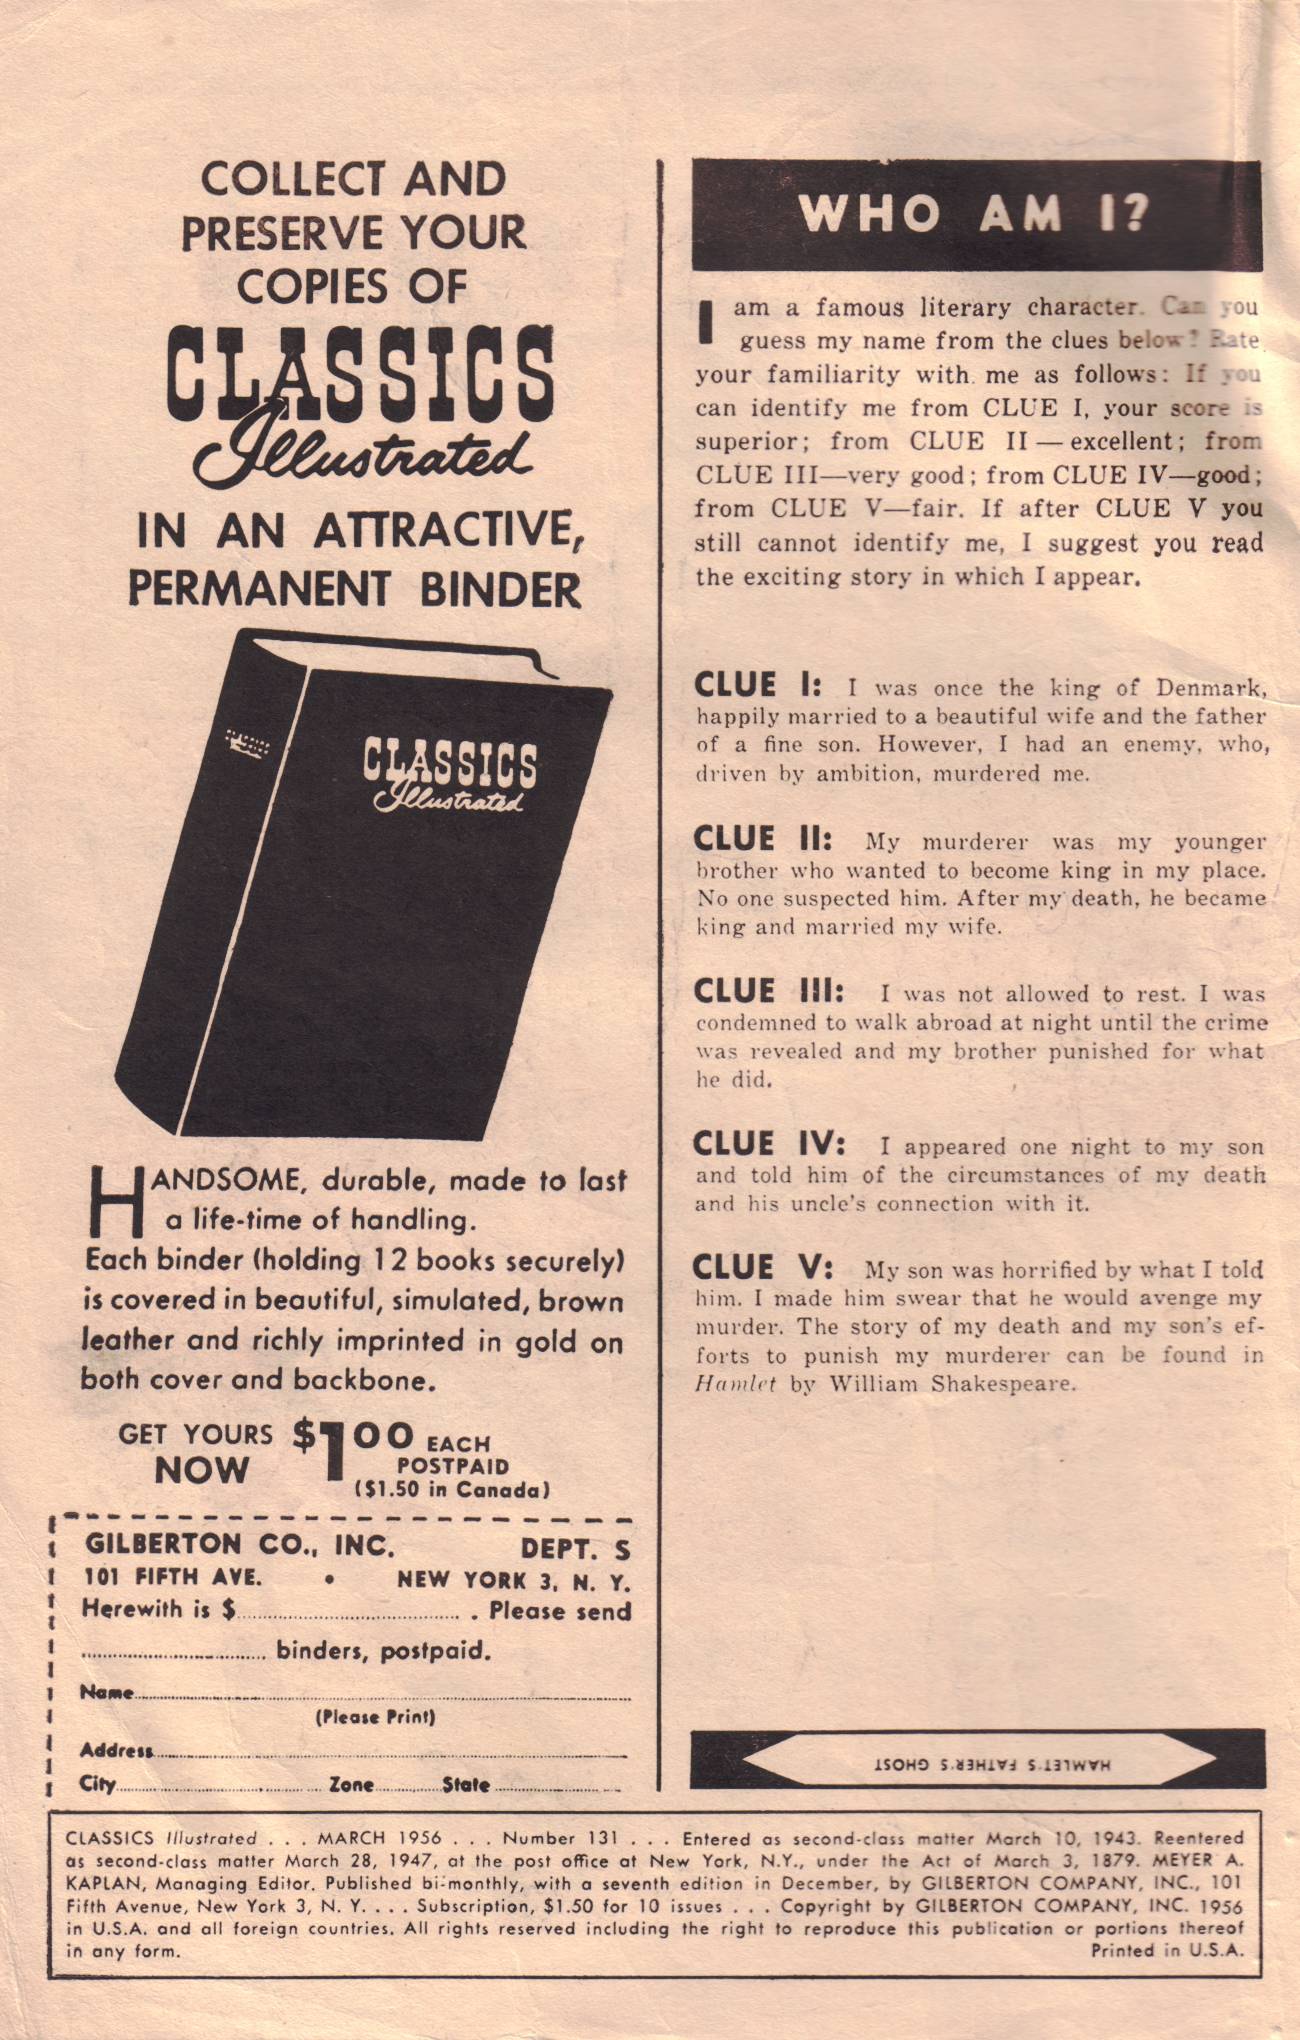 COLLECT AND
PRESERVE YOUR
COPIES OF
CLASSICS
Illustrated
IN AN ATTRACTIVE,
PERMANENT BINDER
CLASSICS
Illustrated
HANDSOME, durable, made to last
a life-time of handling.
Each binder (holding 12 books securely)
is covered in beautiful, simulated, brown
leather and richly imprinted in gold on
both cover and backbone.
GET YOURS
NOW
$1.00 EACH
POSTPAID
($1.50 in Canada)
GILBERTON CO., INC. DEPT. S
101 FIFTH AVE. • NEW YORK 3, N. Y.
Herewith is $ . Please send
binders, postpaid.
Name
(Please Print)
Address
City Zone State
WHO AM I?
I am a famous literary character. Can you
guess my name from the clues below? Rate
your familiarity with me as follows: If you
can identify me from CLUE I, your score is
superior; from CLUE II — excellent; from
CLUE III—very good; from CLUE IV—good;
from CLUE V—fair. If after CLUE V you
still cannot identify me, I suggest you read
the exciting story in which I appear.
CLUE I: I was once the king of Denmark,
happily married to a beautiful wife and the father
of a fine son. However, I had an enemy, who,
driven by ambition, murdered me.
CLUE II: My murderer was my younger
brother who wanted to become king in my place.
No one suspected him. After my death, he became
king and married my wife.
CLUE III: I was not allowed to rest. I was
condemned to walk abroad at night until the crime
was revealed and my brother punished for what
he did.
CLUE IV: I appeared one night to my son
and told him of the circumstances of my death
and his uncle's connection with it.
CLUE V: My son was horrified by what I told
him. I made him swear that he would avenge my
murder. The story of my death and my son's ef-
forts to punish my murderer can be found in
Hamlet by William Shakespeare.
HAMLET'S FATHER'S GHOST
CLASSICS Illustrated . . . MARCH 1956 . . . Number 131 . . . Entered as second-class matter March 10, 1943. Reentered
as second-class matter March 28, 1947, at the post office at New York, N.Y., under the Act of March 3, 1879. MEYER A.
KAPLAN, Managing Editor. Published bi-monthly, with a seventh edition in December, by GILBERTON COMPANY, INC., 101
Fifth Avenue, New York 3, N. Y. . . . Subscription, $1.50 for 10 issues . . . Copyright by GILBERTON COMPANY, INC. 1956
in U.S.A. and all foreign countries. All rights reserved including the right to reproduce this publication or portions thereof
in any form. Printed in U.S.A.